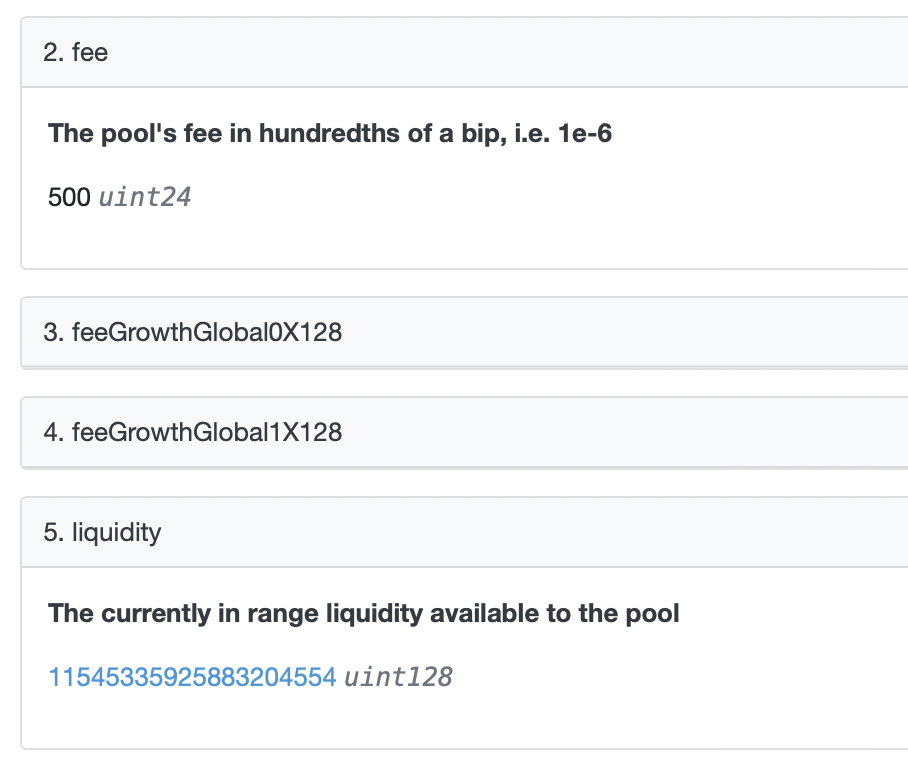 2. fee
The pool's fee in hundredths of a bip, i.e. 1e-6
500 uint24
3. feeGrowthGlobal0X128
4. feeGrowthGlobal1X128
5. liquidity
The currently in range liquidity available to the pool
11545335925883204554 uint128